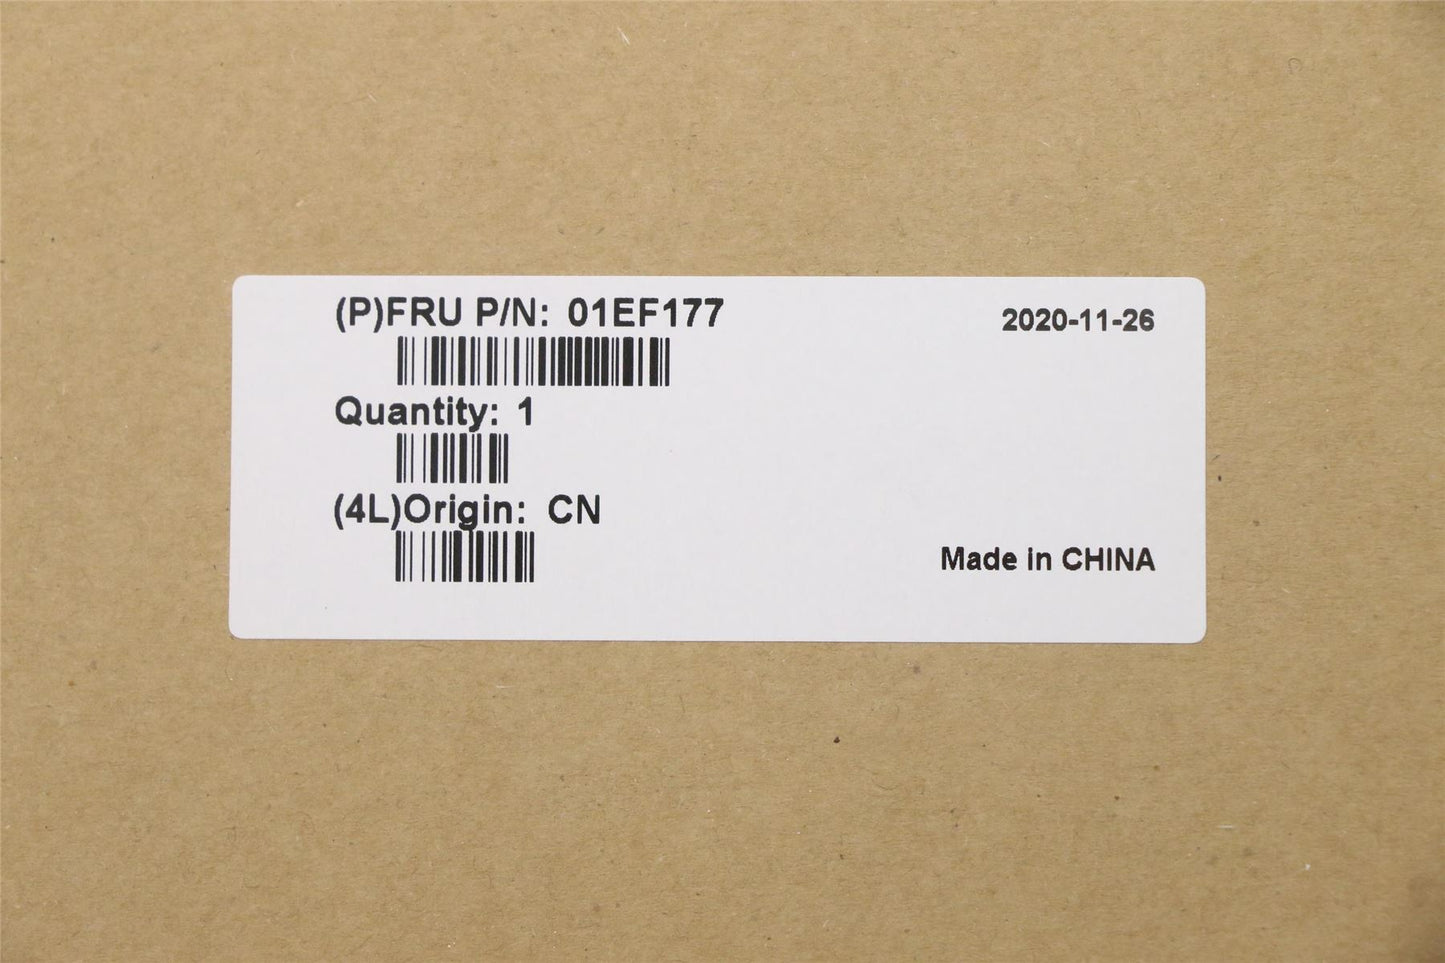 (P)FRU P/N: 01EF177
2020-11-26
Quantity: 1
(4L)Origin: CN
Made in CHINA